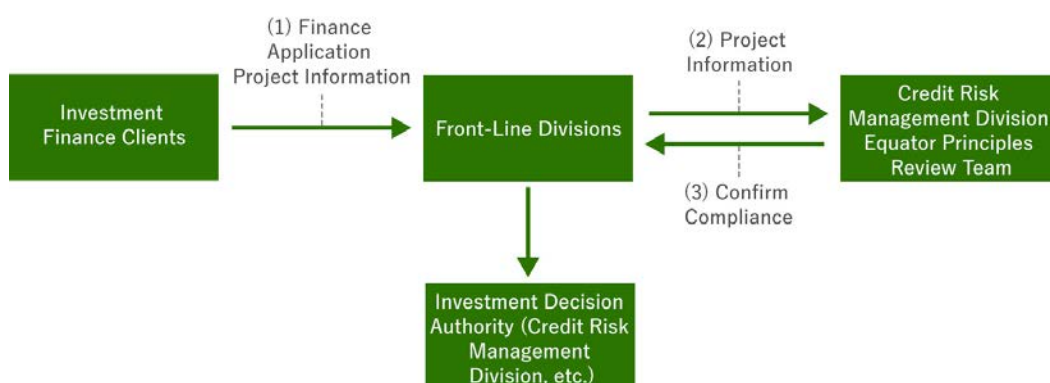 (1) Finance
Application
Project Information
(2) Project
Information
Investment
Finance Clients
Front-Line Divisions
Credit Risk
Management Division
Equator Principles
Review Team
(3) Confirm
Compliance
Investment Decision
Authority (Credit Risk
Management
Division, etc.)